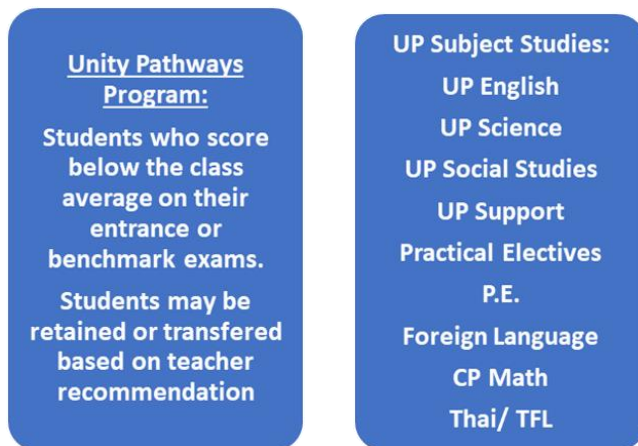 Unity Pathways
Program:
Students who score
below the class
average on their
entrance or
benchmark exams.
Students may be
retained or transfered
based on teacher
recommendation
UP Subject Studies:
UP English
UP Science
UP Social Studies
UP Support
Practical Electives
P.E.
Foreign Language
CP Math
Thai/ TFL